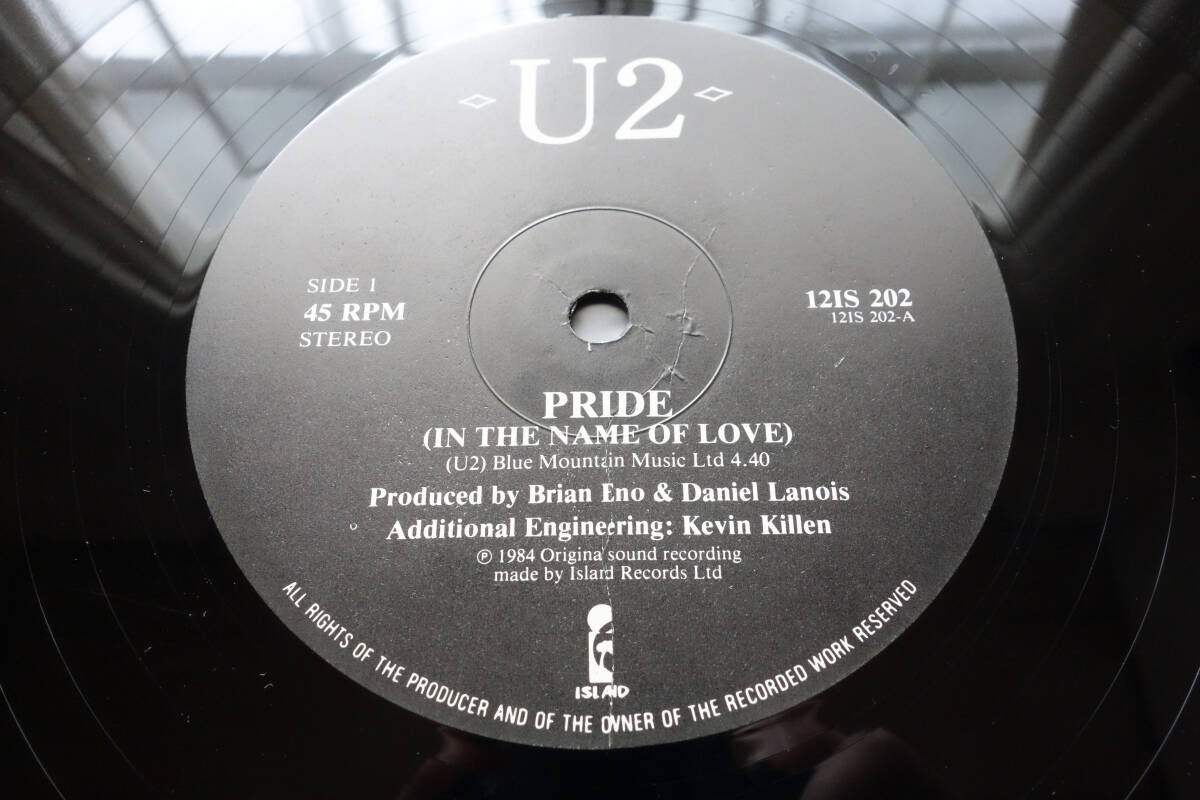 U2
SIDE 1
45 RPM
STEREO
12IS 202
12IS 202-A
PRIDE
(IN THE NAME OF LOVE)
(U2) Blue Mountain Music Ltd 4.40
Produced by Brian Eno & Daniel Lanois
Additional Engineering: Kevin Killen
℗ 1984 Original sound recording
made by Island Records Ltd
ISLAND
ALL RIGHTS OF THE PRODUCER AND OF THE OWNER OF THE RECORDED WORK RESERVED